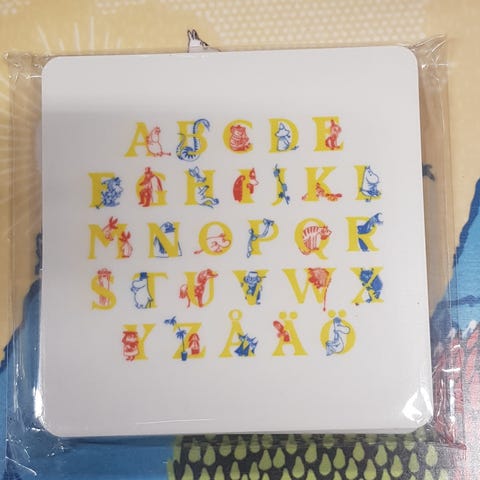 A B C D E
F G H I J K L
M N O P Q R
S T U V W X
Y Z Å Ä Ö